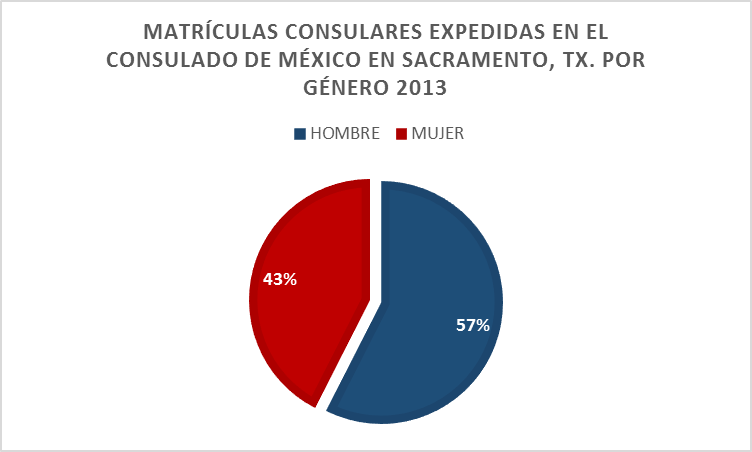 MATRÍCULAS CONSULARES EXPEDIDAS EN EL
CONSULADO DE MÉXICO EN SACRAMENTO, TX. POR
GÉNERO 2013
HOMBRE MUJER
43%
57%